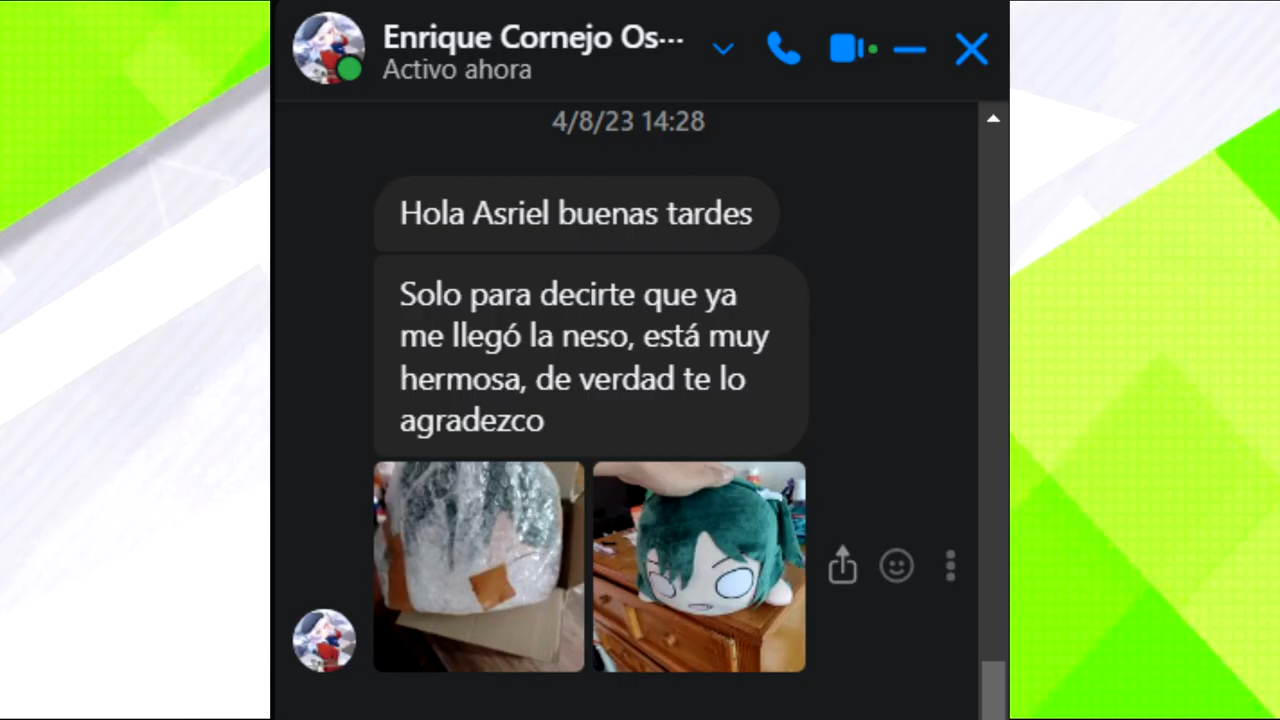 Enrique Cornejo Os...
Activo ahora
4/8/23 14:28
Hola Asriel buenas tardes
Solo para decirte que ya
me llegó la neso, está muy
hermosa, de verdad te lo
agradezco